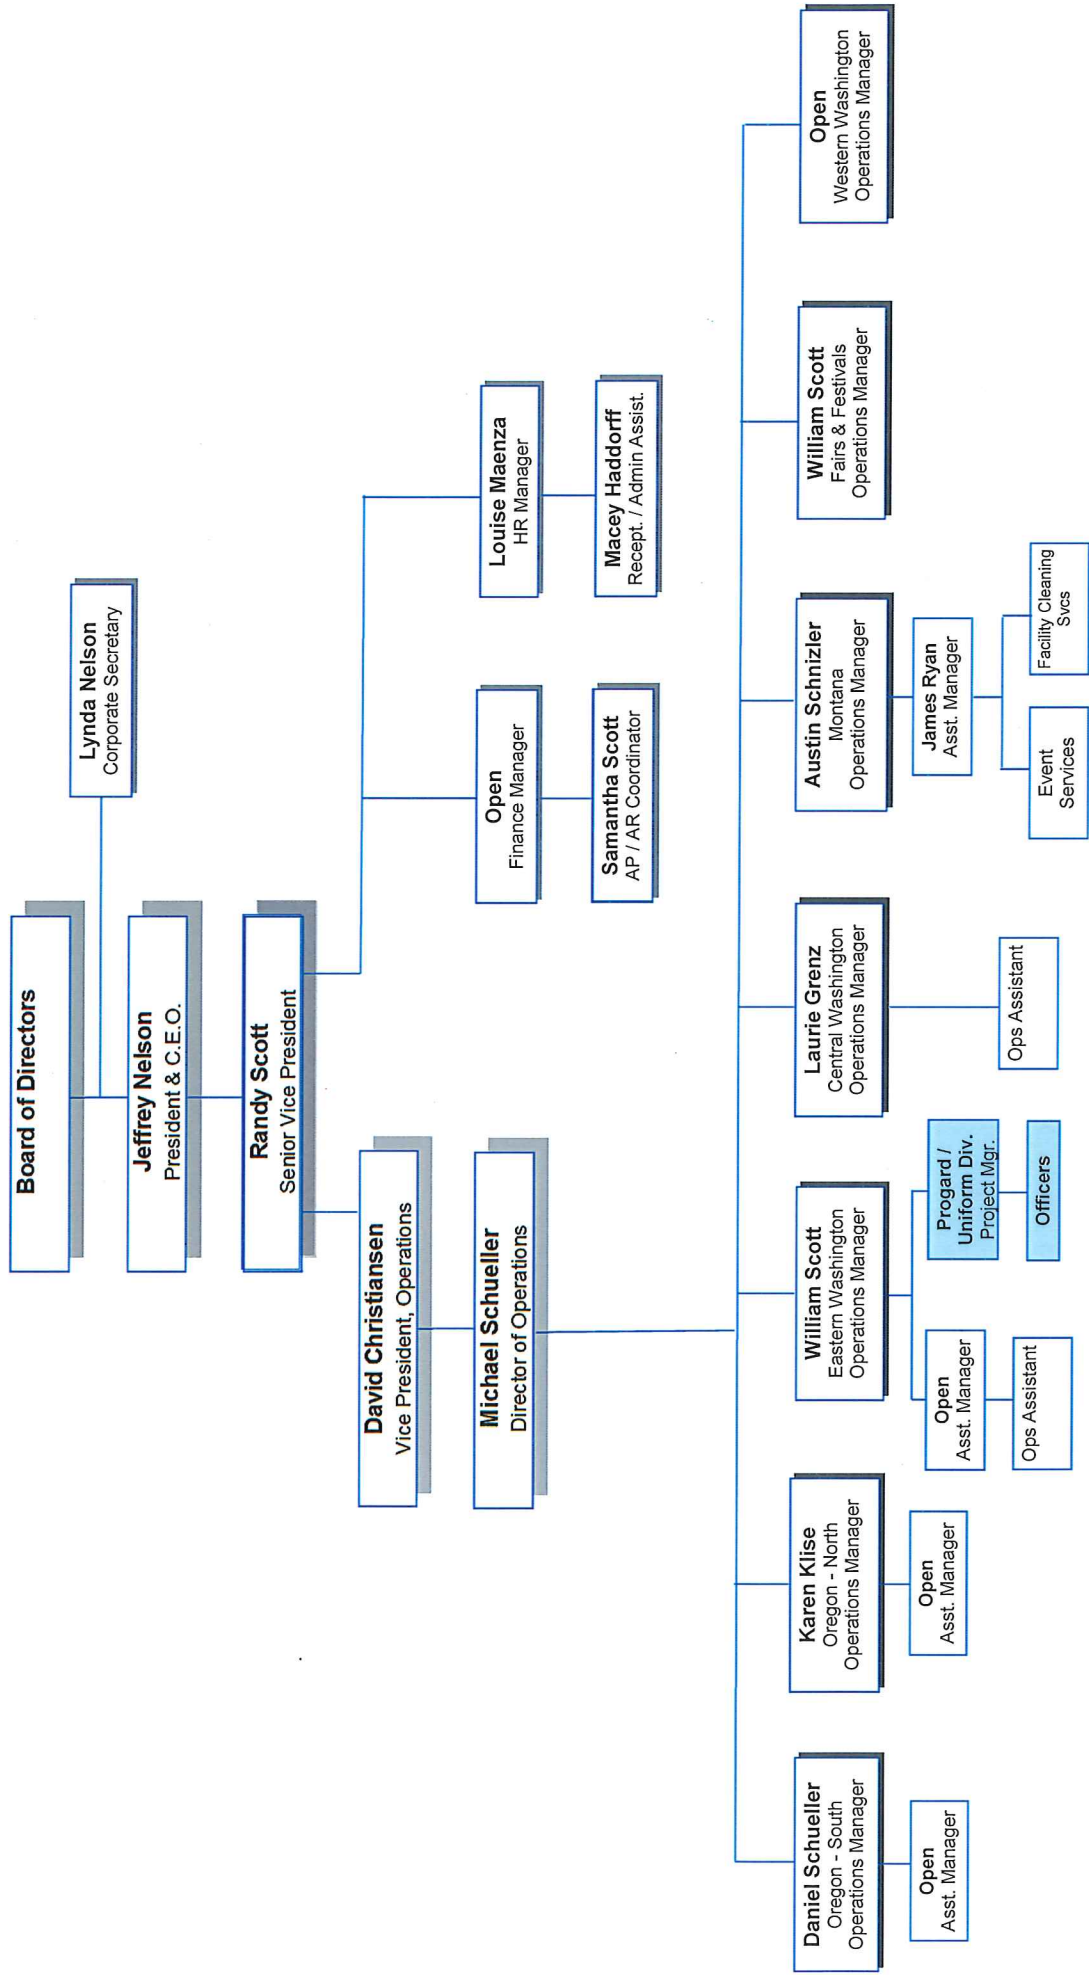 Board of Directors
Lynda Nelson
Corporate Secretary
Jeffrey Nelson
President & C.E.O.
Randy Scott
Senior Vice President
David Christiansen
Vice President, Operations
Michael Schueller
Director of Operations
Open
Finance Manager
Samantha Scott
AP / AR Coordinator
Louise Maenza
HR Manager
Macey Haddorff
Recept. / Admin Assist.
Daniel Schueller
Oregon - South
Operations Manager
Open
Asst. Manager
Karen Klise
Oregon - North
Operations Manager
Open
Asst. Manager
William Scott
Eastern Washington
Operations Manager
Open
Asst. Manager
Ops Assistant
Progard /
Uniform Div.
Project Mgr.
Officers
Laurie Grenz
Central Washington
Operations Manager
Ops Assistant
Austin Schnizler
Montana
Operations Manager
James Ryan
Asst. Manager
Event
Services
Facility Cleaning
Svcs
William Scott
Fairs & Festivals
Operations Manager
Open
Western Washington
Operations Manager